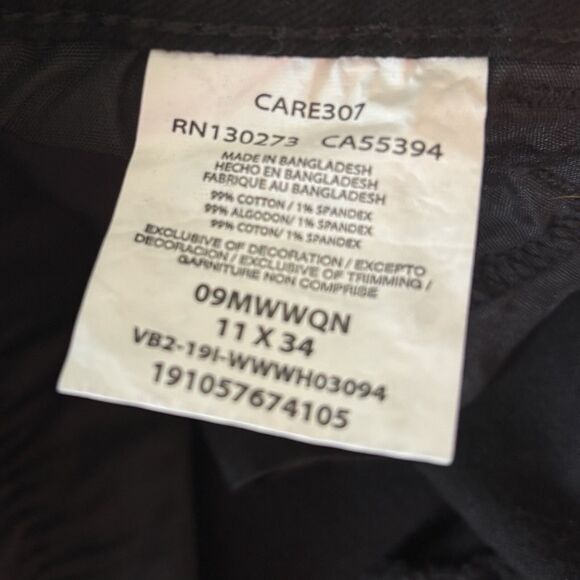 CARE307
RN130273 CA55394
MADE IN BANGLADESH
HECHO EN BANGLADESH
FABRIQUE AU BANGLADESH
99% COTTON/ 1% SPANDEX
99% ALGODON/ 1% SPANDEX
99% COTON/ 1% SPANDEX
EXCLUSIVE OF DECORATION / EXCEPTO
DECORACION / EXCLUSIVE OF TRIMMING /
GARNITURE NON COMPRISE
09MWWQN
11 X 34
VB2-19I-WWWH03094
191057674105